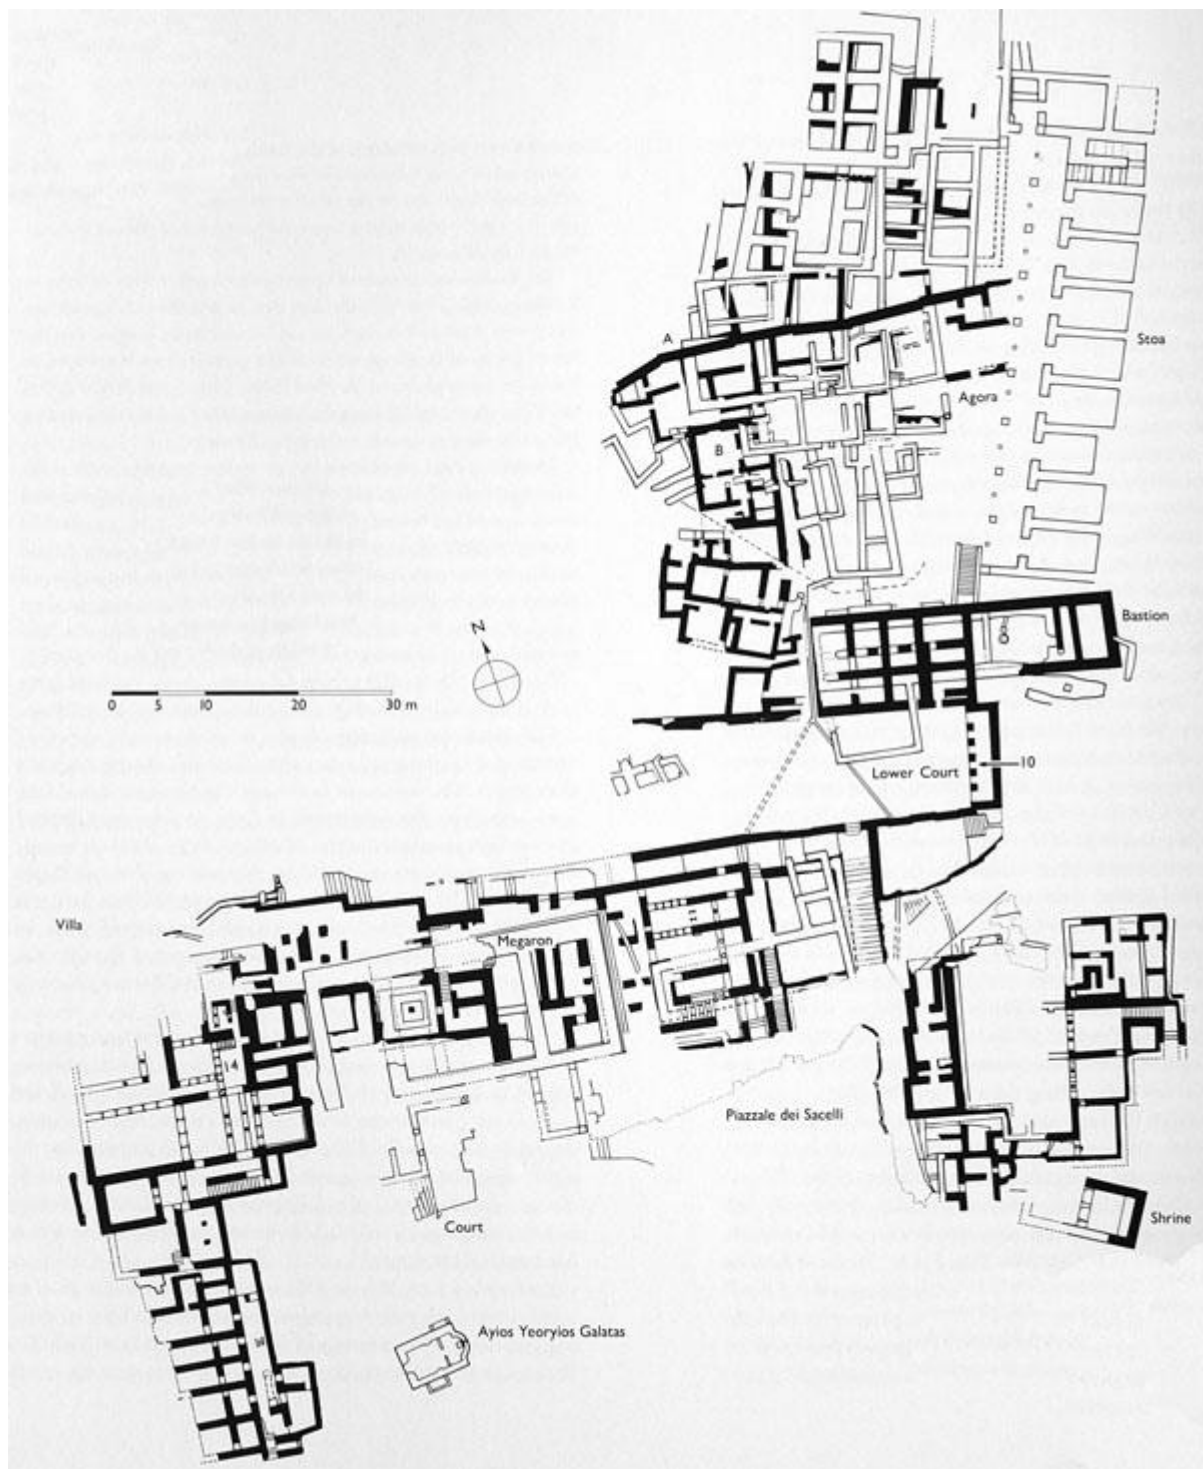 A
Stoa
Agora
B
Bastion
N
0 5 10 20 30 m
Lower Court
10
Villa
Megaron
14
Piazzale dei Sacelli
Court
Shrine
Ayios Yeoryios Galatas